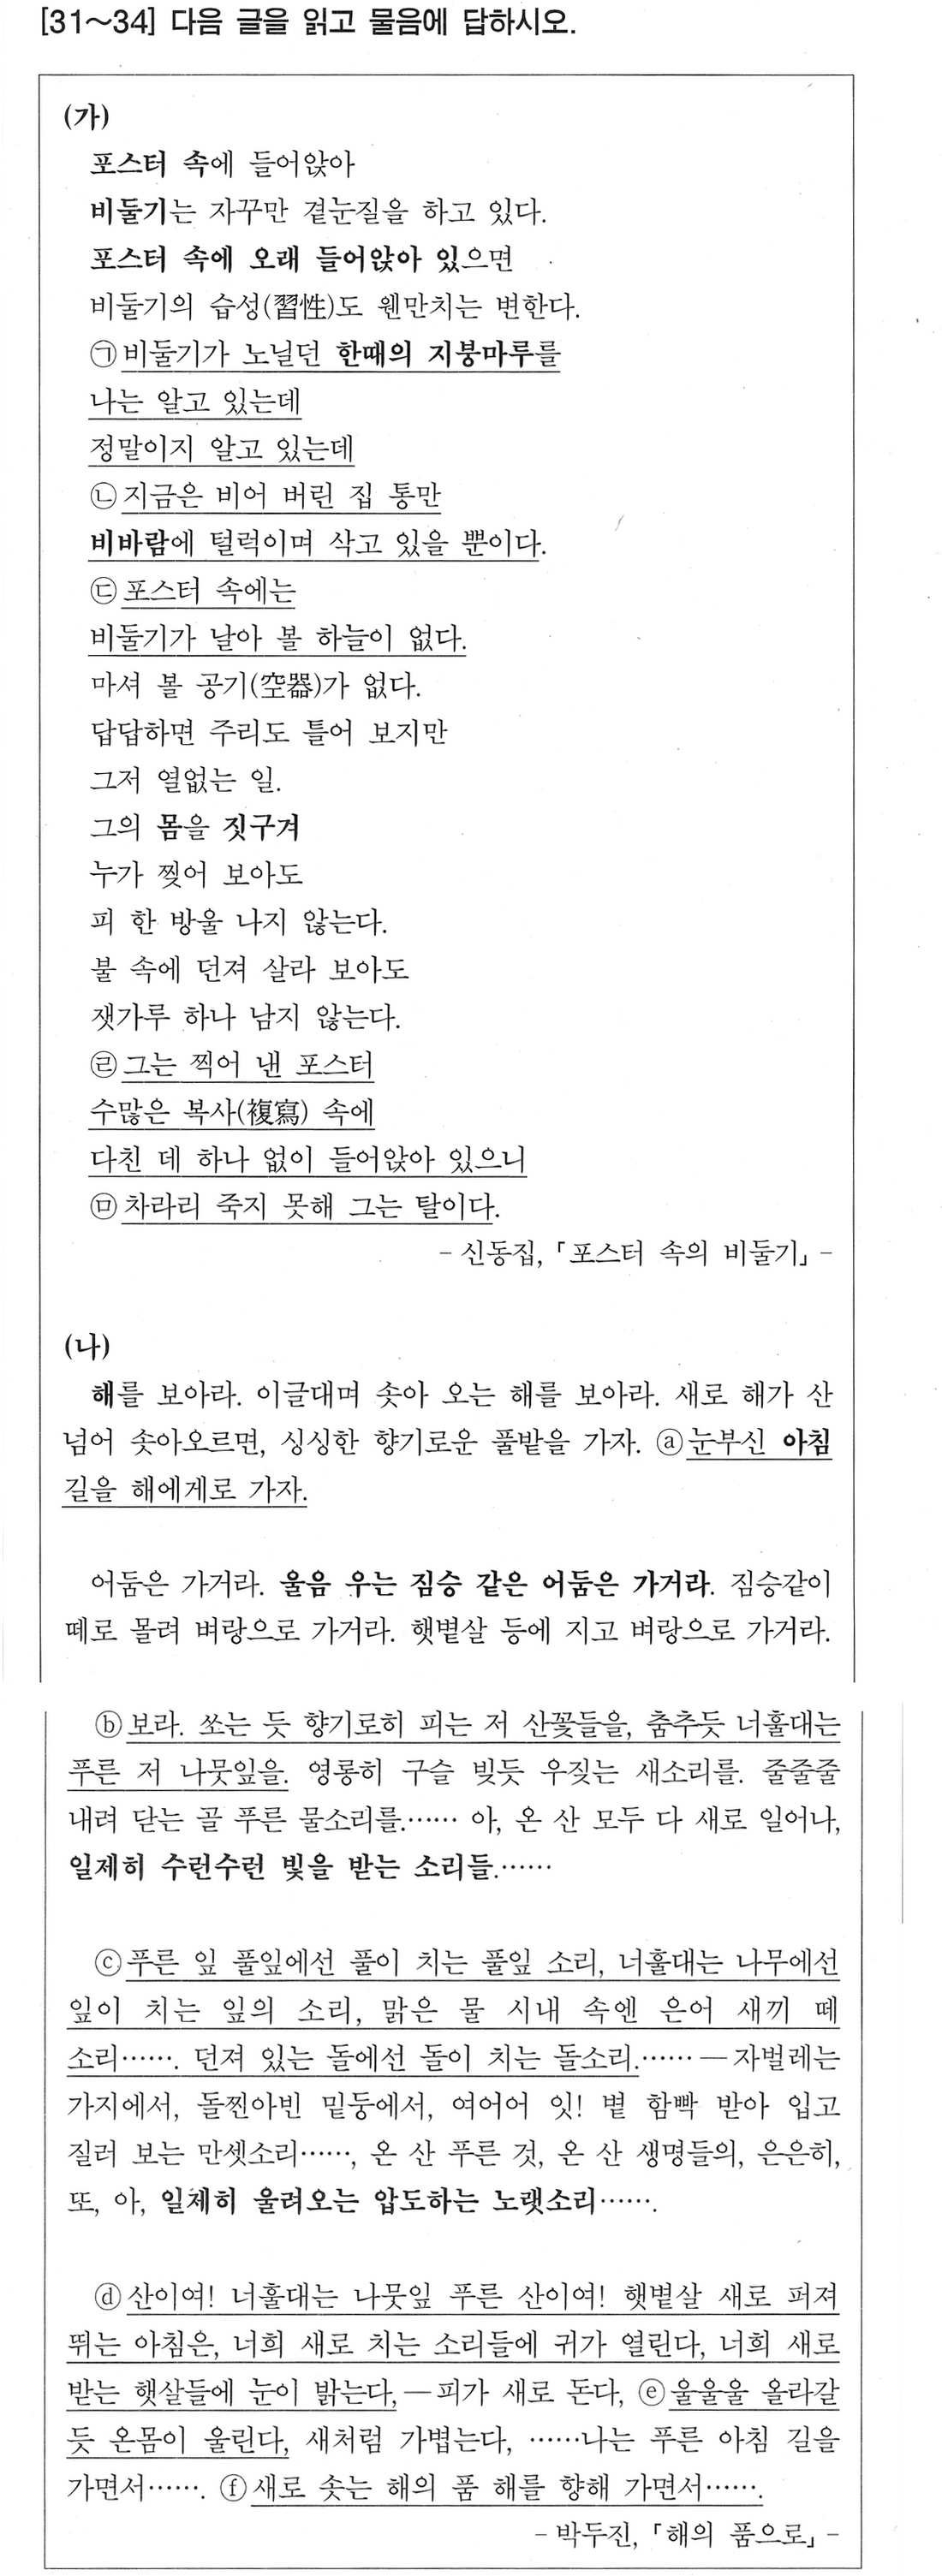 [31~34] 다음 글을 읽고 물음에 답하시오.
(가)
포스터 속에 들어앉아
비둘기는 자꾸만 곁눈질을 하고 있다.
포스터 속에 오래 들어앉아 있으면
비둘기의 습성(習性)도 웬만치는 변한다.
㉠비둘기가 노닐던 한때의 지붕마루를
나는 알고 있는데
정말이지 알고 있는데
㉡지금은 비어 버린 집 통만
비바람에 털럭이며 삭고 있을 뿐이다.
㉢포스터 속에는
비둘기가 날아 볼 하늘이 없다.
마셔 볼 공기(空器)가 없다.
답답하면 주리도 틀어 보지만
그저 열없는 일.
그의 몸을 짓구겨
누가 찢어 보아도
피 한 방울 나지 않는다.
불 속에 던져 살라 보아도
잿가루 하나 남지 않는다.
㉣그는 찍어 낸 포스터
수많은 복사(複寫) 속에
다친 데 하나 없이 들어앉아 있으니
㉤차라리 죽지 못해 그는 탈이다.
- 신동집, 「포스터 속의 비둘기」 -
(나)
해를 보아라. 이글대며 솟아 오는 해를 보아라. 새로 해가 산
넘어 솟아오르면, 싱싱한 향기로운 풀밭을 가자. ⓐ눈부신 아침
길을 해에게로 가자.
어둠은 가거라. 울음 우는 짐승 같은 어둠은 가거라. 짐승같이
떼로 몰려 벼랑으로 가거라. 햇볕살 등에 지고 벼랑으로 가거라.
ⓑ보라. 쏘는 듯 향기로히 피는 저 산꽃들을, 춤추듯 너훌대는
푸른 저 나뭇잎을. 영롱히 구슬 빚듯 우짖는 새소리를. 줄줄줄
내려 닫는 골 푸른 물소리를.…… 아, 온 산 모두 다 새로 일어나,
일제히 수런수런 빛을 받는 소리들.……
ⓒ푸른 잎 풀잎에선 풀이 치는 풀잎 소리, 너훌대는 나무에선
잎이 치는 잎의 소리, 맑은 물 시내 속엔 은어 새끼 떼
소리……. 던져 있는 돌에선 돌이 치는 돌소리.…… ─ 자벌레는
가지에서, 돌찐아빈 밑둥에서, 여어어 잇! 볕 함빡 받아 입고
질러 보는 만셋소리……, 온 산 푸른 것, 온 산 생명들의, 은은히,
또, 아, 일제히 울려오는 압도하는 노랫소리…….
ⓓ산이여! 너훌대는 나뭇잎 푸른 산이여! 햇볕살 새로 퍼져
뛰는 아침은, 너희 새로 치는 소리들에 귀가 열린다, 너희 새로
받는 햇살들에 눈이 밝는다, ─ 피가 새로 돈다, ⓔ울울울 올라갈
듯 온몸이 울린다, 새처럼 가볍는다, ……나는 푸른 아침 길을
가면서……. ⓕ새로 솟는 해의 품 해를 향해 가면서…….
- 박두진, 「해의 품으로」 -